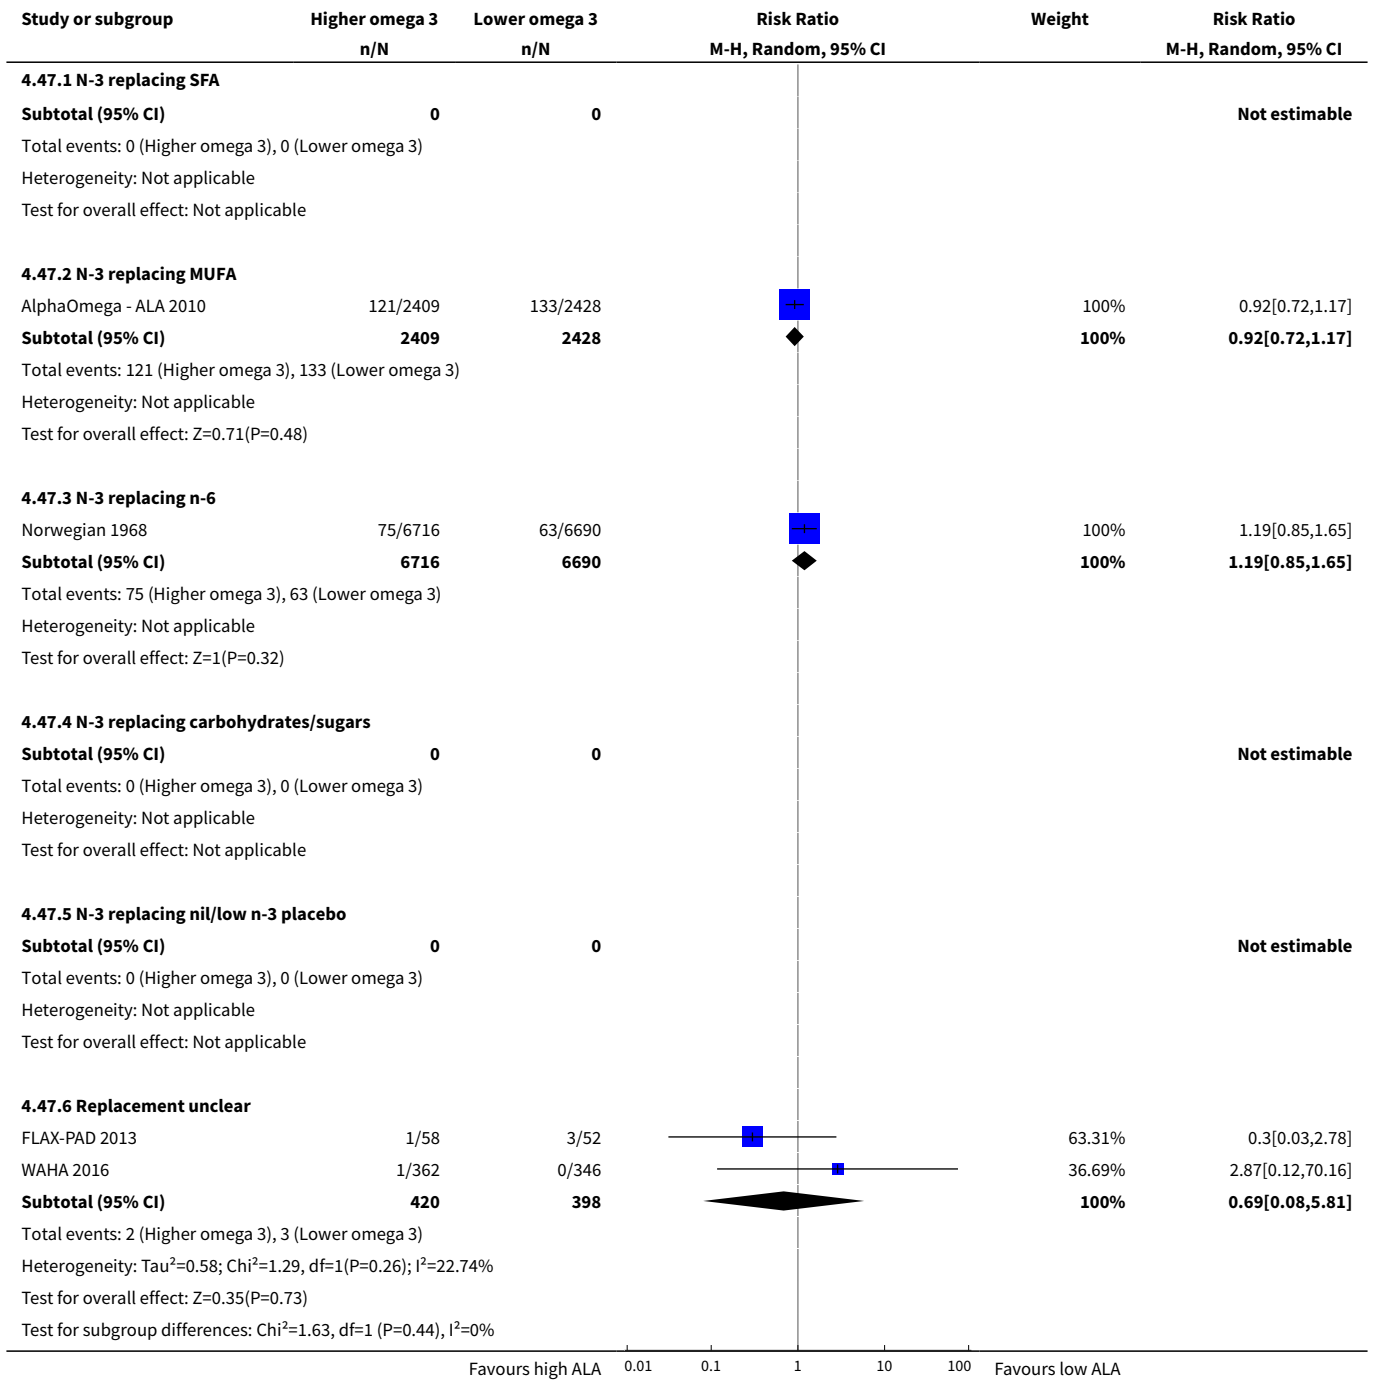 Study or subgroup Higher omega 3 Lower omega 3 Risk Ratio Weight Risk Ratio
n/N n/N M-H, Random, 95% CI M-H, Random, 95% CI
4.47.1 N-3 replacing SFA
Subtotal (95% CI) 0 0 Not estimable
Total events: 0 (Higher omega 3), 0 (Lower omega 3)
Heterogeneity: Not applicable
Test for overall effect: Not applicable
4.47.2 N-3 replacing MUFA
AlphaOmega - ALA 2010 121/2409 133/2428 100% 0.92[0.72,1.17]
Subtotal (95% CI) 2409 2428 100% 0.92[0.72,1.17]
Total events: 121 (Higher omega 3), 133 (Lower omega 3)
Heterogeneity: Not applicable
Test for overall effect: Z=0.71(P=0.48)
4.47.3 N-3 replacing n-6
Norwegian 1968 75/6716 63/6690 100% 1.19[0.85,1.65]
Subtotal (95% CI) 6716 6690 100% 1.19[0.85,1.65]
Total events: 75 (Higher omega 3), 63 (Lower omega 3)
Heterogeneity: Not applicable
Test for overall effect: Z=1(P=0.32)
4.47.4 N-3 replacing carbohydrates/sugars
Subtotal (95% CI) 0 0 Not estimable
Total events: 0 (Higher omega 3), 0 (Lower omega 3)
Heterogeneity: Not applicable
Test for overall effect: Not applicable
4.47.5 N-3 replacing nil/low n-3 placebo
Subtotal (95% CI) 0 0 Not estimable
Total events: 0 (Higher omega 3), 0 (Lower omega 3)
Heterogeneity: Not applicable
Test for overall effect: Not applicable
4.47.6 Replacement unclear
FLAX-PAD 2013 1/58 3/52 63.31% 0.3[0.03,2.78]
WAHA 2016 1/362 0/346 36.69% 2.87[0.12,70.16]
Subtotal (95% CI) 420 398 100% 0.69[0.08,5.81]
Total events: 2 (Higher omega 3), 3 (Lower omega 3)
Heterogeneity: Tau²=0.58; Chi²=1.29, df=1(P=0.26); I²=22.74%
Test for overall effect: Z=0.35(P=0.73)
Test for subgroup differences: Chi²=1.63, df=1 (P=0.44), I²=0%
Favours high ALA 0.01 0.1 1 10 100 Favours low ALA